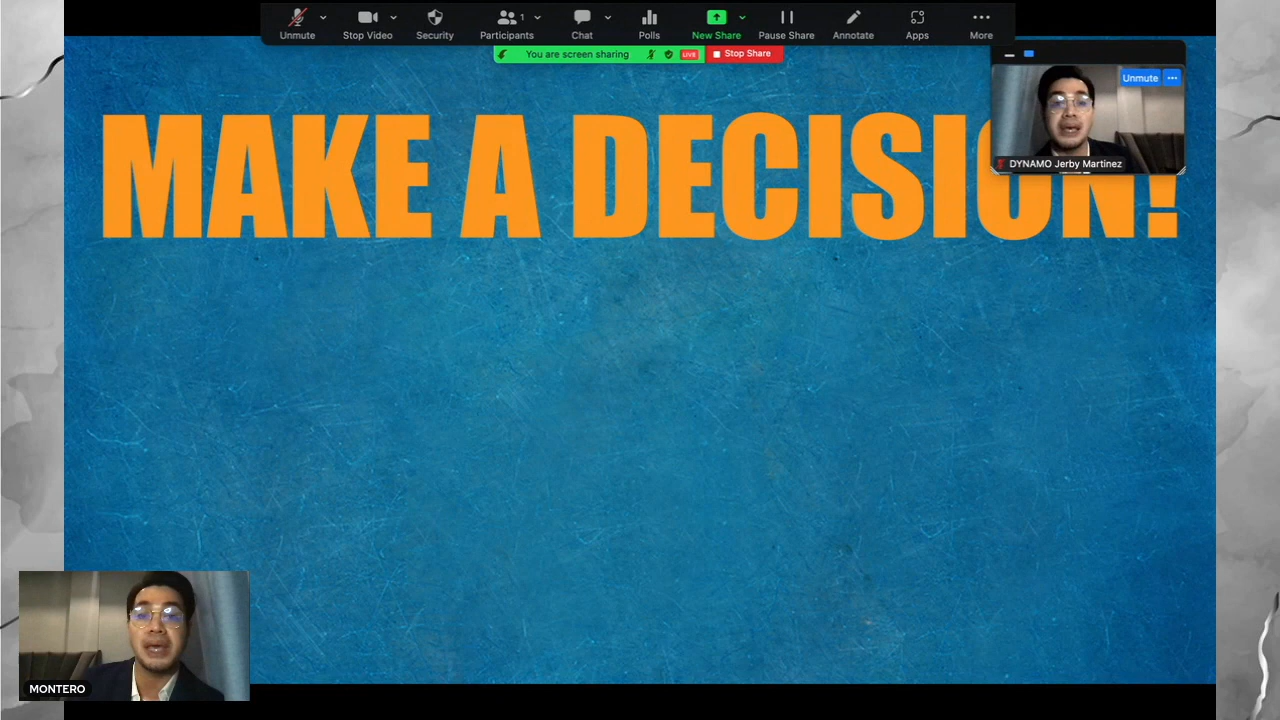 1
Unmute
Stop Video
Security
Participants
Chat
Polls
New Share
Pause Share
Annotate
Apps
More
You are screen sharing
LIVE
Stop Share
Unmute
DYNAMO Jerby Martinez
MAKE A DECISION!
MONTERO